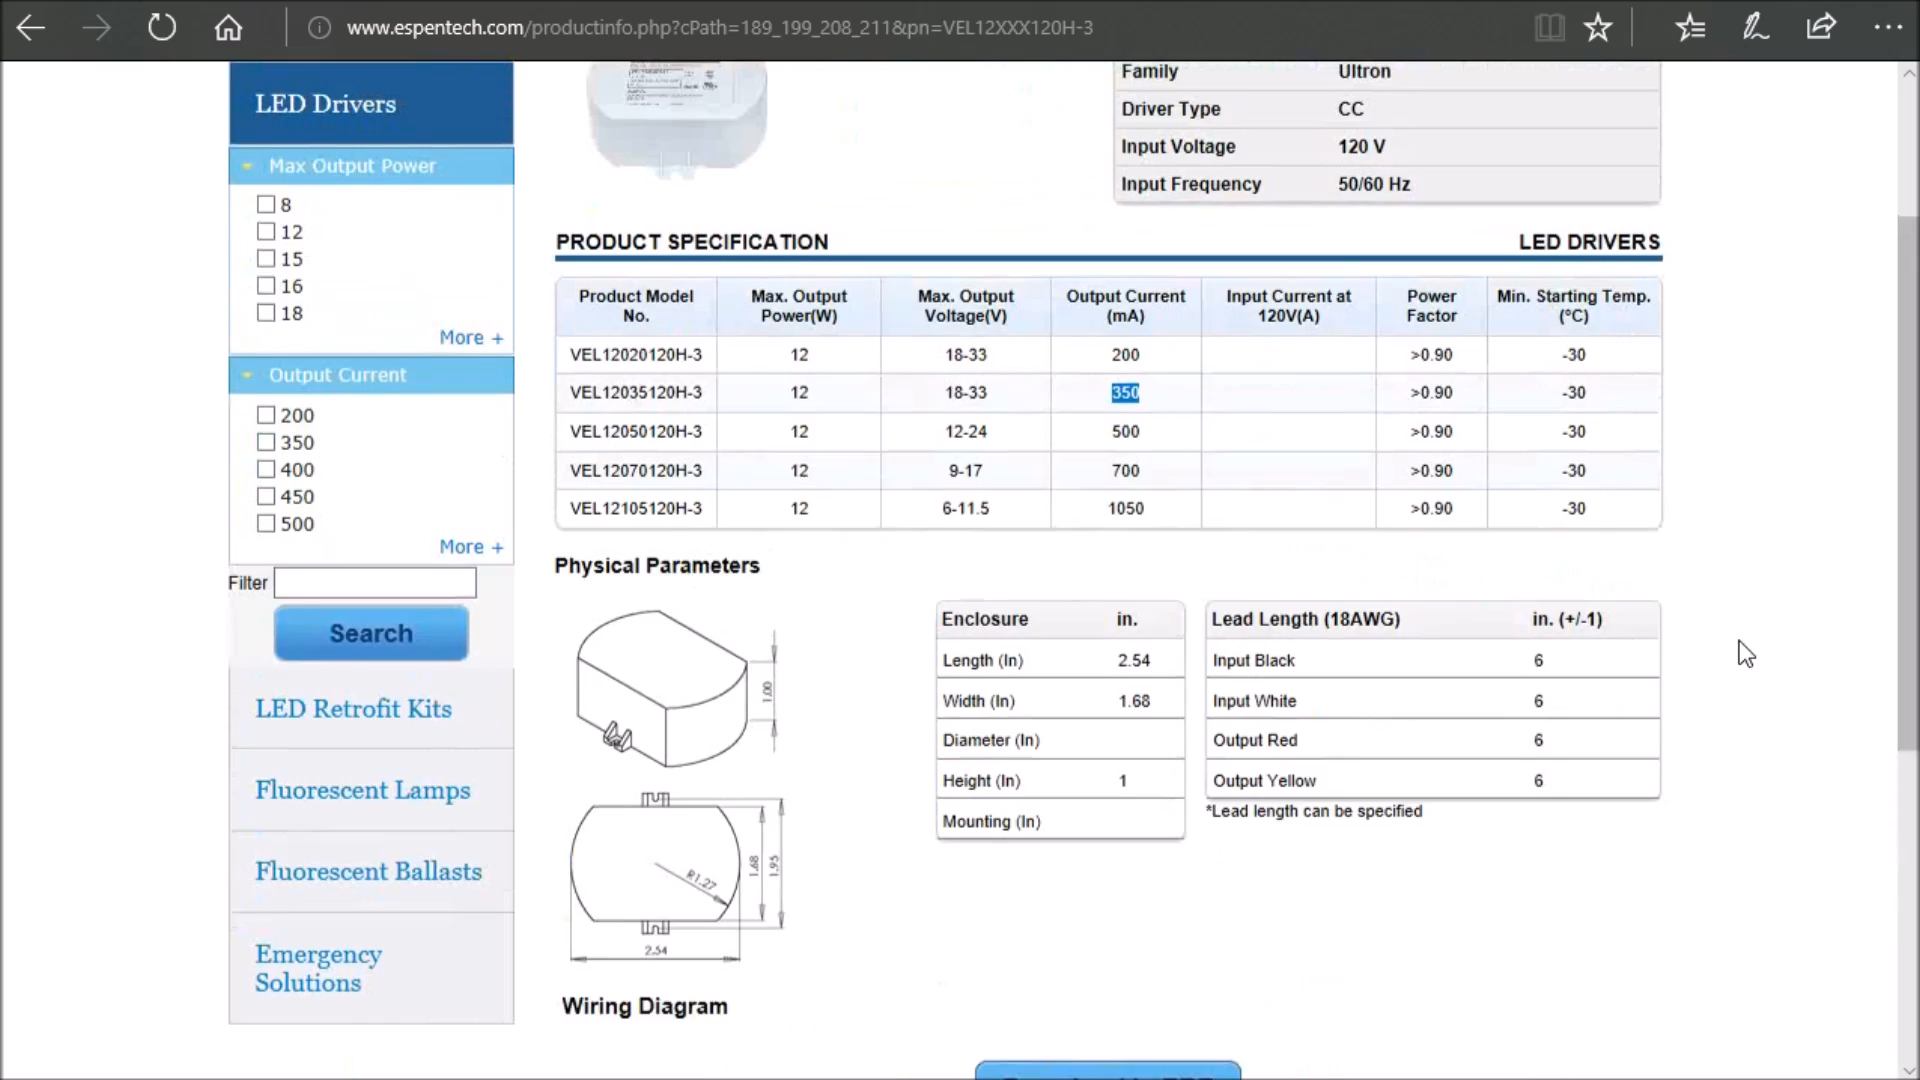 www.espentech.com/productinfo.php?cPath=189_199_208_211&pn=VEL12XXX120H-3
LED Drivers
Max Output Power
8
12
15
16
18
More +
Output Current
200
350
400
450
500
More +
Filter
Search
LED Retrofit Kits
Fluorescent Lamps
Fluorescent Ballasts
Emergency
Solutions
Family Ultron
Driver Type CC
Input Voltage 120 V
Input Frequency 50/60 Hz
PRODUCT SPECIFICATION LED DRIVERS
Product Model No. Max. Output Power(W) Max. Output Voltage(V) Output Current (mA) Input Current at 120V(A) Power Factor Min. Starting Temp. (°C)
VEL12020120H-3 12 18-33 200 >0.90 -30
VEL12035120H-3 12 18-33 350 >0.90 -30
VEL12050120H-3 12 12-24 500 >0.90 -30
VEL12070120H-3 12 9-17 700 >0.90 -30
VEL12105120H-3 12 6-11.5 1050 >0.90 -30
Physical Parameters
1.00
1.68
1.95
R1.27
2.54
Enclosure in.
Length (In) 2.54
Width (In) 1.68
Diameter (In)
Height (In) 1
Mounting (In)
Lead Length (18AWG) in. (+/-1)
Input Black 6
Input White 6
Output Red 6
Output Yellow 6
*Lead length can be specified
Wiring Diagram